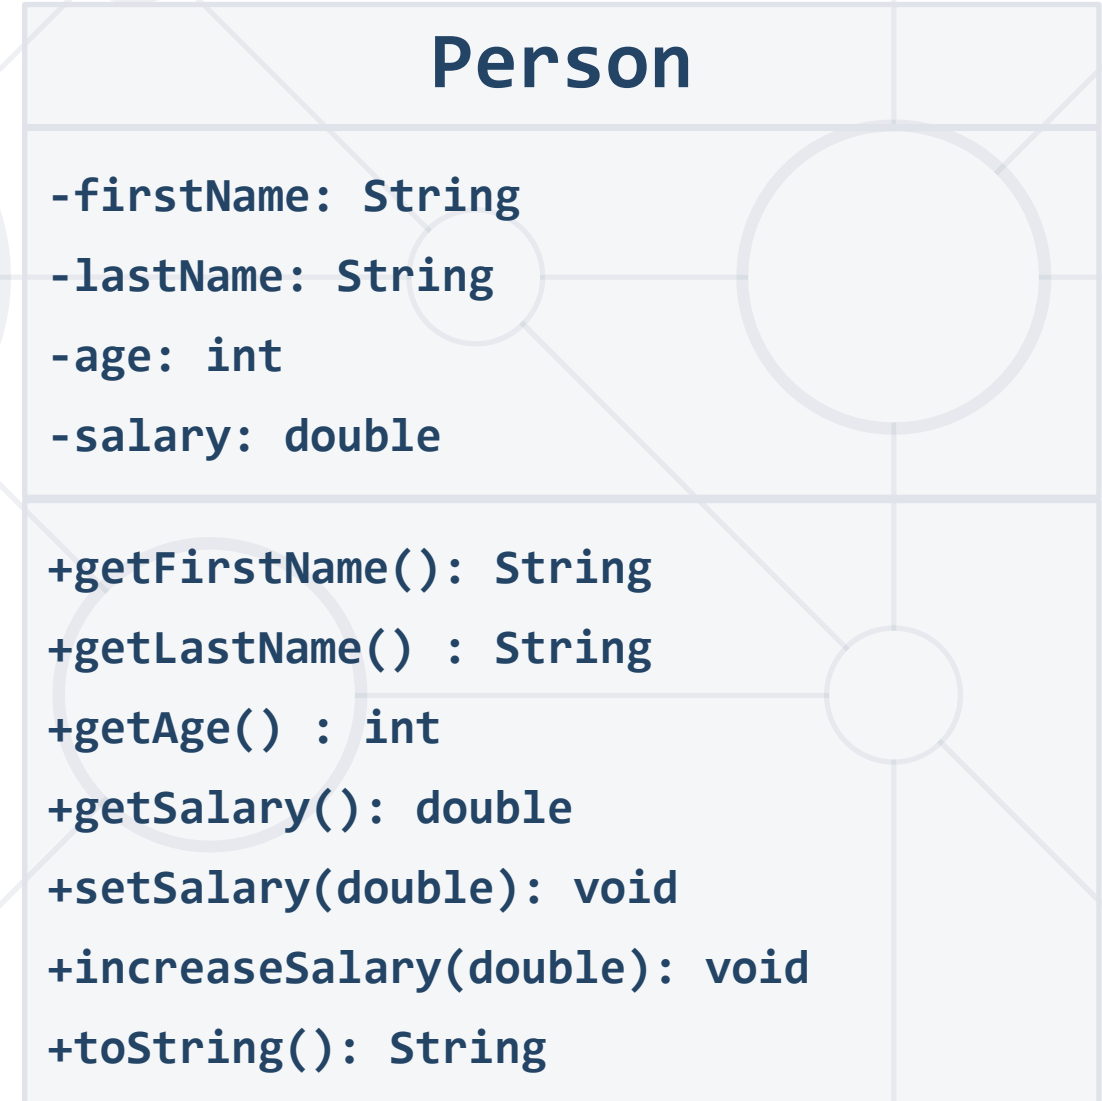 Person
-firstName: String
-lastName: String
-age: int
-salary: double
+getFirstName(): String
+getLastName() : String
+getAge() : int
+getSalary(): double
+setSalary(double): void
+increaseSalary(double): void
+toString(): String